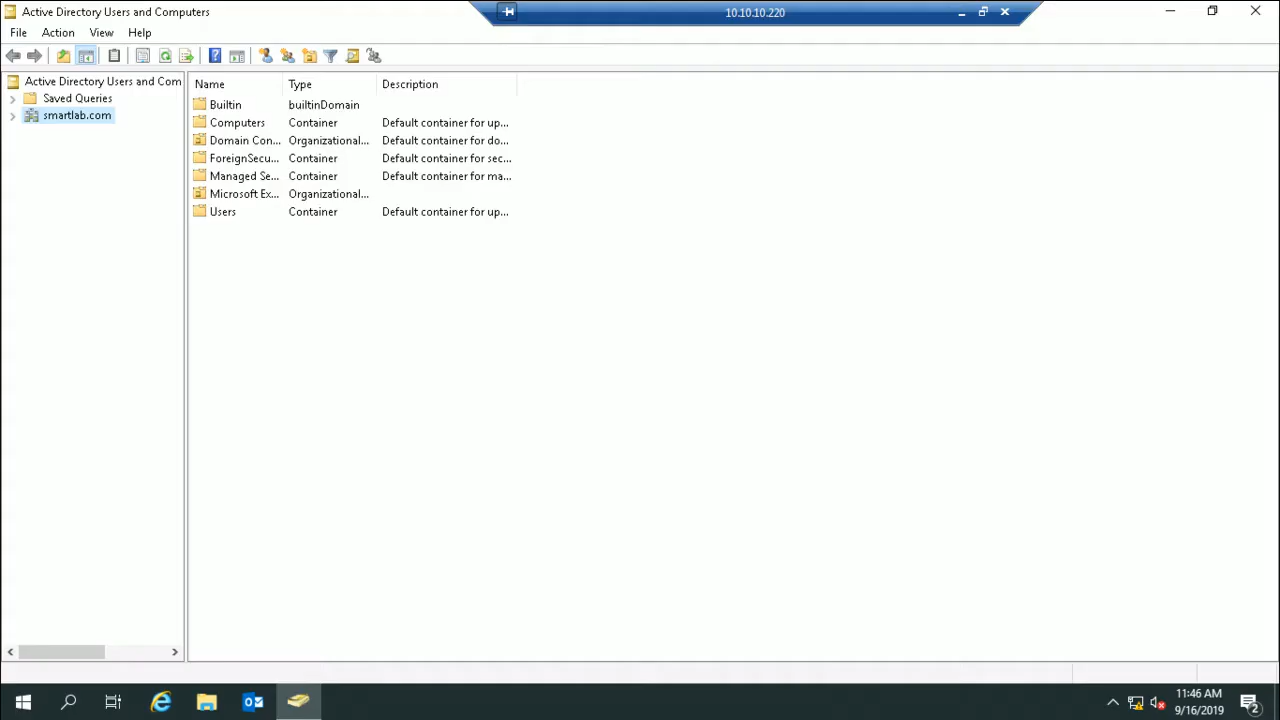 Active Directory Users and Computers
10.10.10.220
File Action View Help
Active Directory Users and Com
Saved Queries
smartlab.com
Name Type Description
Builtin builtinDomain
Computers Container Default container for up...
Domain Con... Organizational... Default container for do...
ForeignSecu... Container Default container for sec...
Managed Se... Container Default container for ma...
Microsoft Ex... Organizational...
Users Container Default container for up...
11:46 AM
9/16/2019
2